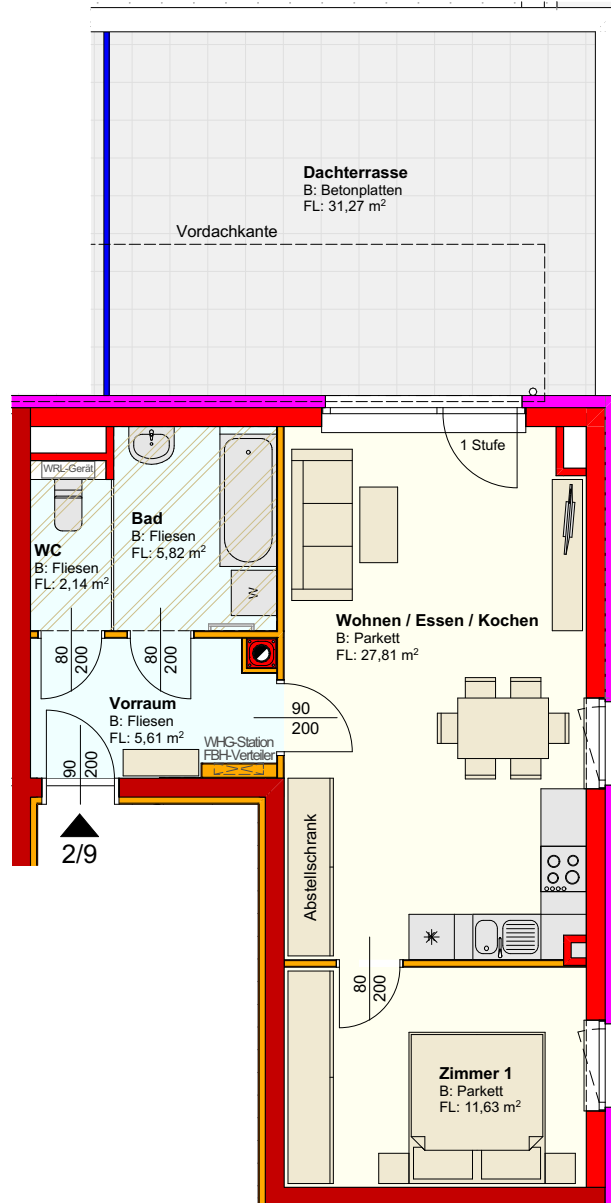 Dachterrasse
B: Betonplatten
FL: 31,27 m²
Vordachkante
1 Stufe
WRL-Gerät
Bad
B: Fliesen
FL: 5,82 m²
WC
B: Fliesen
FL: 2,14 m²
W
Wohnen / Essen / Kochen
B: Parkett
FL: 27,81 m²
80
200
80
200
Vorraum
B: Fliesen
FL: 5,61 m²
90
200
WHG-Station
FBH-Verteiler
90
200
2/9
Abstellschrank
80
200
Zimmer 1
B: Parkett
FL: 11,63 m²